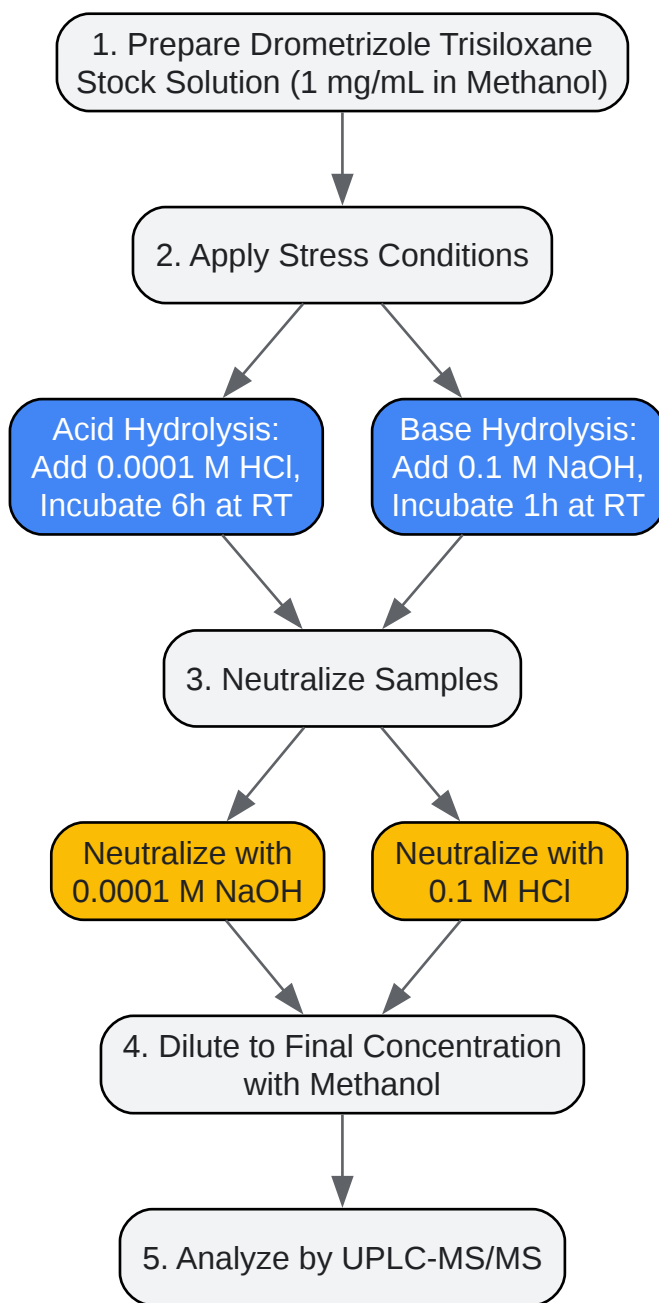 1. Prepare Drometrizole Trisiloxane
Stock Solution (1 mg/mL in Methanol)
2. Apply Stress Conditions
Acid Hydrolysis:
Add 0.0001 M HCl,
Incubate 6h at RT
Base Hydrolysis:
Add 0.1 M NaOH,
Incubate 1h at RT
3. Neutralize Samples
Neutralize with
0.0001 M NaOH
Neutralize with
0.1 M HCl
4. Dilute to Final Concentration
with Methanol
5. Analyze by UPLC-MS/MS